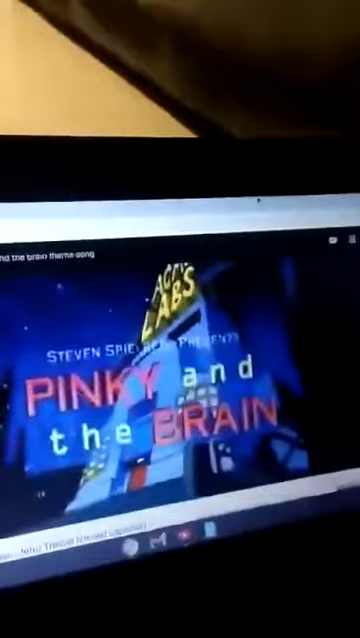 nd the brain theme song
ACME
LABS
STEVEN SPIELBERG PRESENTS
PINKY and
the BRAIN